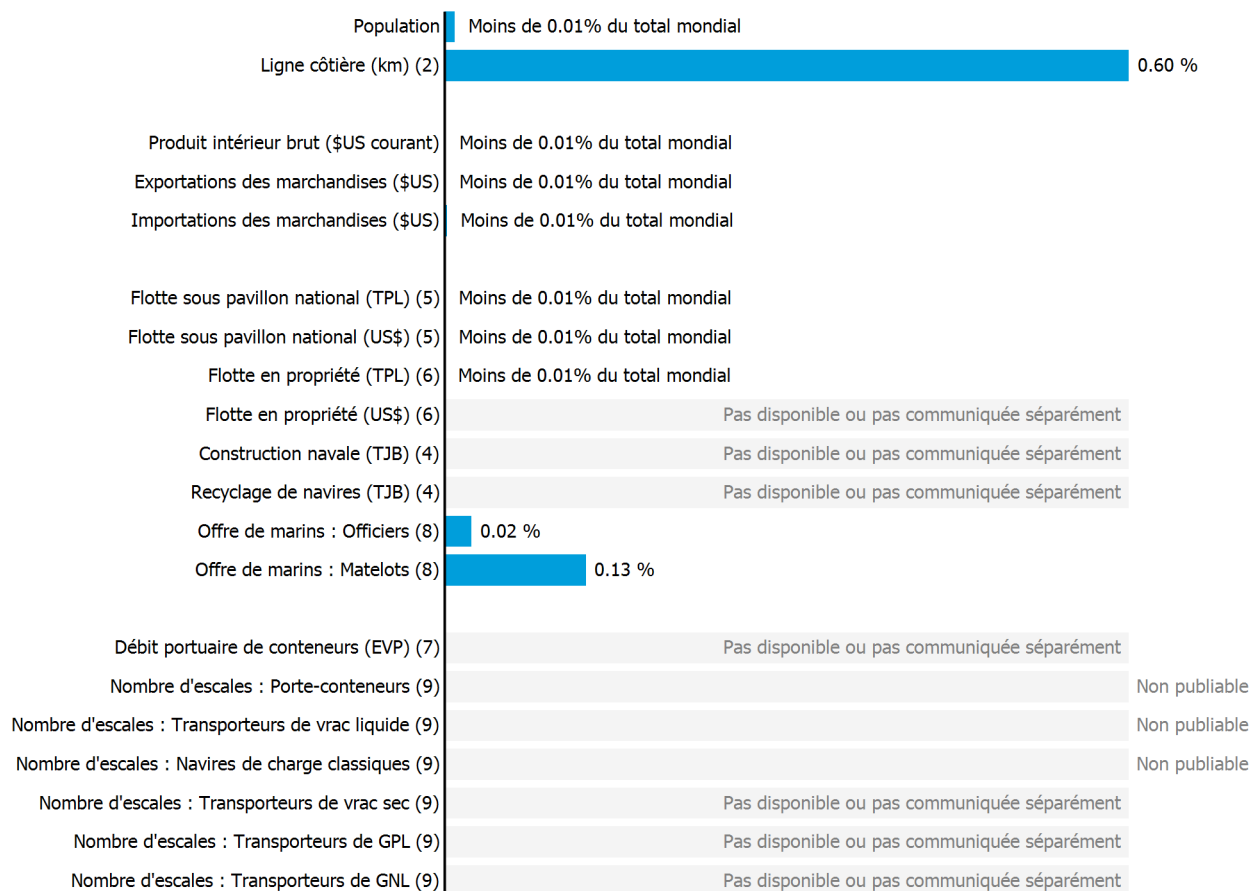 Population Moins de 0.01% du total mondial
Ligne côtière (km) (2) 0.60 %
Produit intérieur brut ($US courant) Moins de 0.01% du total mondial
Exportations des marchandises ($US) Moins de 0.01% du total mondial
Importations des marchandises ($US) Moins de 0.01% du total mondial
Flotte sous pavillon national (TPL) (5) Moins de 0.01% du total mondial
Flotte sous pavillon national (US$) (5) Moins de 0.01% du total mondial
Flotte en propriété (TPL) (6) Moins de 0.01% du total mondial
Flotte en propriété (US$) (6) Pas disponible ou pas communiquée séparément
Construction navale (TJB) (4) Pas disponible ou pas communiquée séparément
Recyclage de navires (TJB) (4) Pas disponible ou pas communiquée séparément
Offre de marins : Officiers (8) 0.02 %
Offre de marins : Matelots (8) 0.13 %
Débit portuaire de conteneurs (EVP) (7) Pas disponible ou pas communiquée séparément
Nombre d'escales : Porte-conteneurs (9) Non publiable
Nombre d'escales : Transporteurs de vrac liquide (9) Non publiable
Nombre d'escales : Navires de charge classiques (9) Non publiable
Nombre d'escales : Transporteurs de vrac sec (9) Pas disponible ou pas communiquée séparément
Nombre d'escales : Transporteurs de GPL (9) Pas disponible ou pas communiquée séparément
Nombre d'escales : Transporteurs de GNL (9) Pas disponible ou pas communiquée séparément